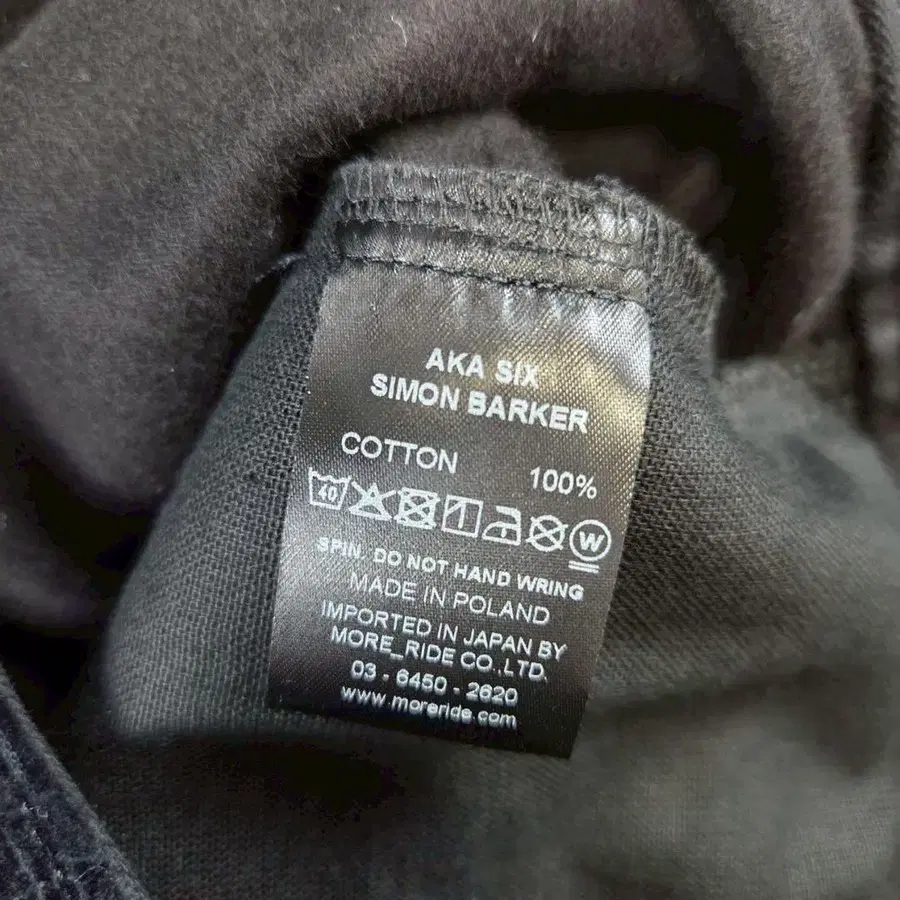 AKA SIX
SIMON BARKER
COTTON 100%
40 W
SPIN. DO NOT HAND WRING
MADE IN POLAND
IMPORTED IN JAPAN BY
MORE_RIDE CO.,LTD.
03 - 6450 - 2620
www.moreride.com